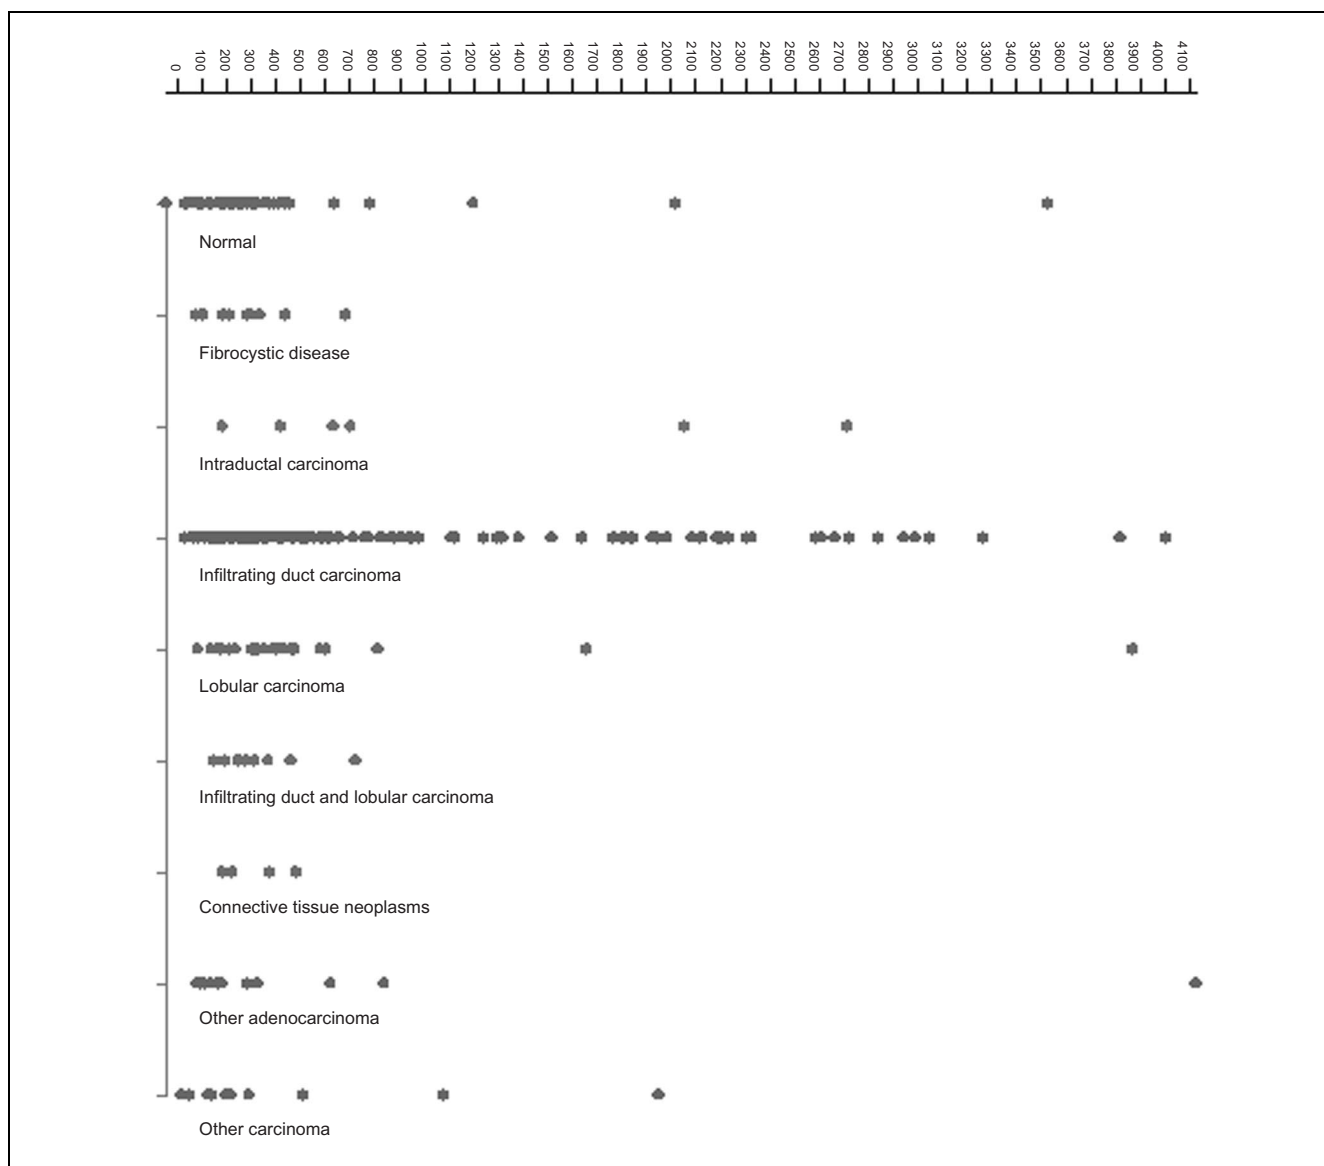 0 100 200 300 400 500 600 700 800 900 1000 1100 1200 1300 1400 1500 1600 1700 1800 1900 2000 2100 2200 2300 2400 2500 2600 2700 2800 2900 3000 3100 3200 3300 3400 3500 3600 3700 3800 3900 4000 4100
Normal
Fibrocystic disease
Intraductal carcinoma
Infiltrating duct carcinoma
Lobular carcinoma
Infiltrating duct and lobular carcinoma
Connective tissue neoplasms
Other adenocarcinoma
Other carcinoma